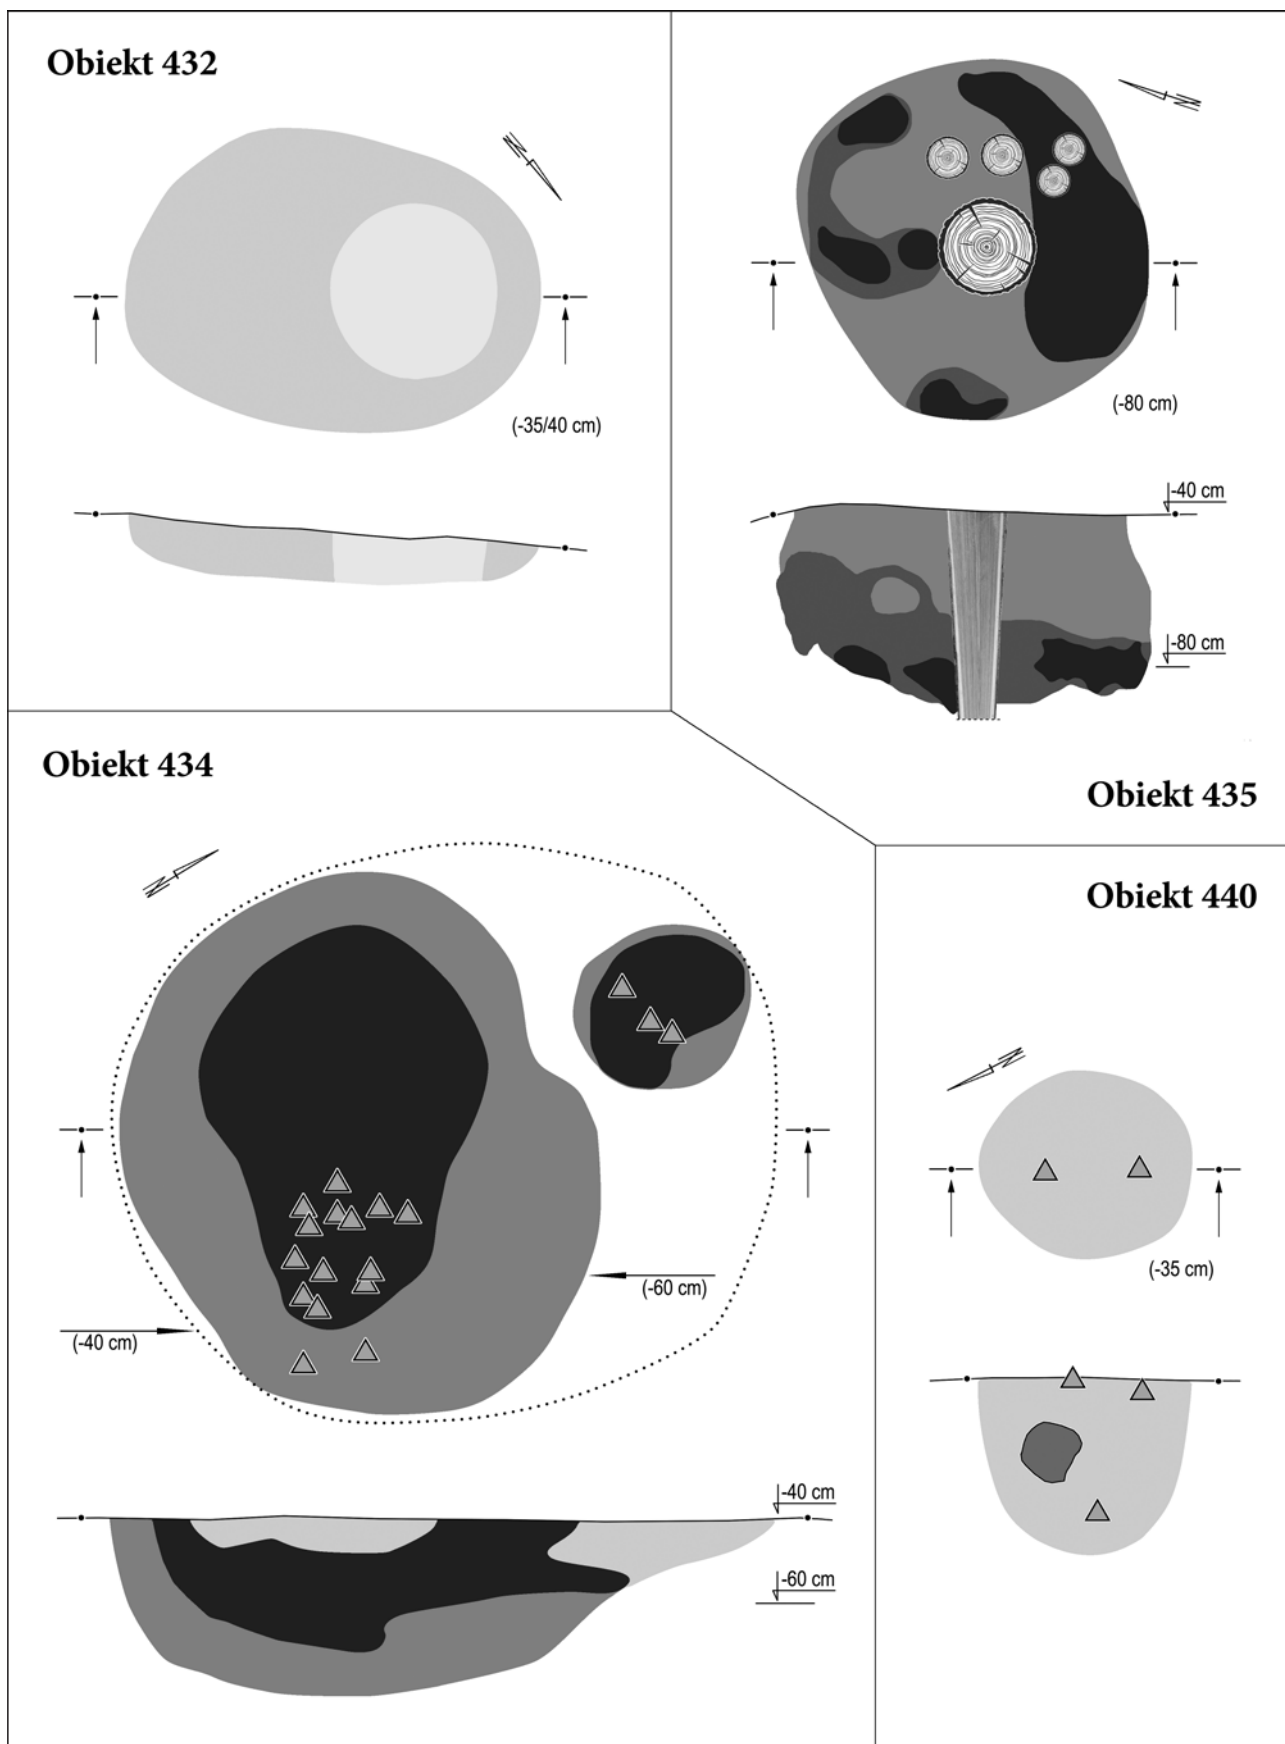 Obiekt 432
N
(-35/40 cm)
N
(-80 cm)
-40 cm
-80 cm
Obiekt 435
Obiekt 434
N
(-60 cm)
(-40 cm)
-40 cm
-60 cm
Obiekt 440
N
(-35 cm)